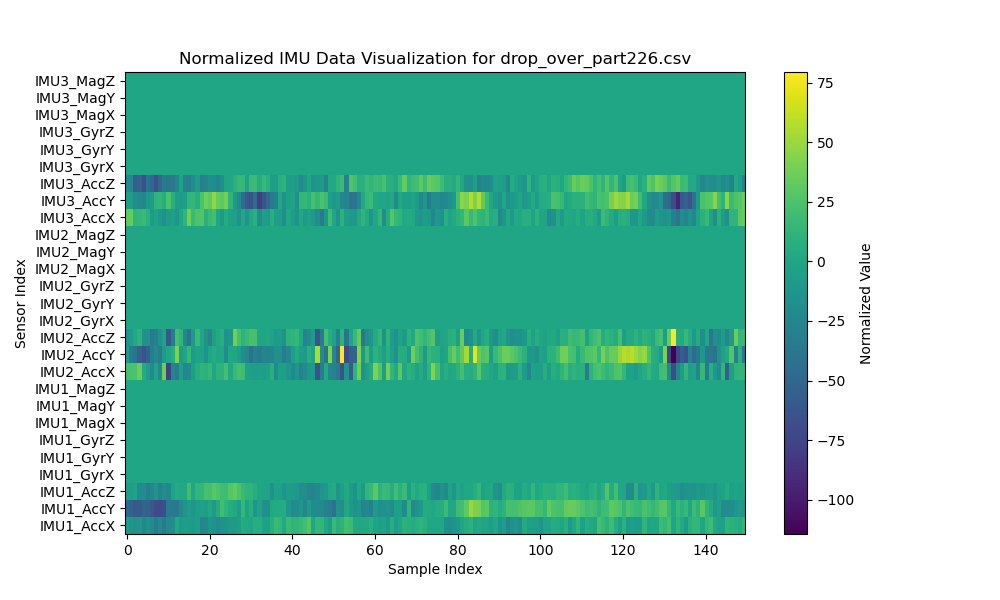 Normalized IMU Data Visualization for drop_over_part226.csv
IMU3_MagZ
IMU3_MagY
IMU3_MagX
IMU3_GyrZ
IMU3_GyrY
IMU3_GyrX
IMU3_AccZ
IMU3_AccY
IMU3_AccX
IMU2_MagZ
IMU2_MagY
IMU2_MagX
IMU2_GyrZ
IMU2_GyrY
IMU2_GyrX
IMU2_AccZ
IMU2_AccY
IMU2_AccX
IMU1_MagZ
IMU1_MagY
IMU1_MagX
IMU1_GyrZ
IMU1_GyrY
IMU1_GyrX
IMU1_AccZ
IMU1_AccY
IMU1_AccX
Sensor Index
0 20 40 60 80 100 120 140
Sample Index
75
50
25
0
−25
−50
−75
−100
Normalized Value